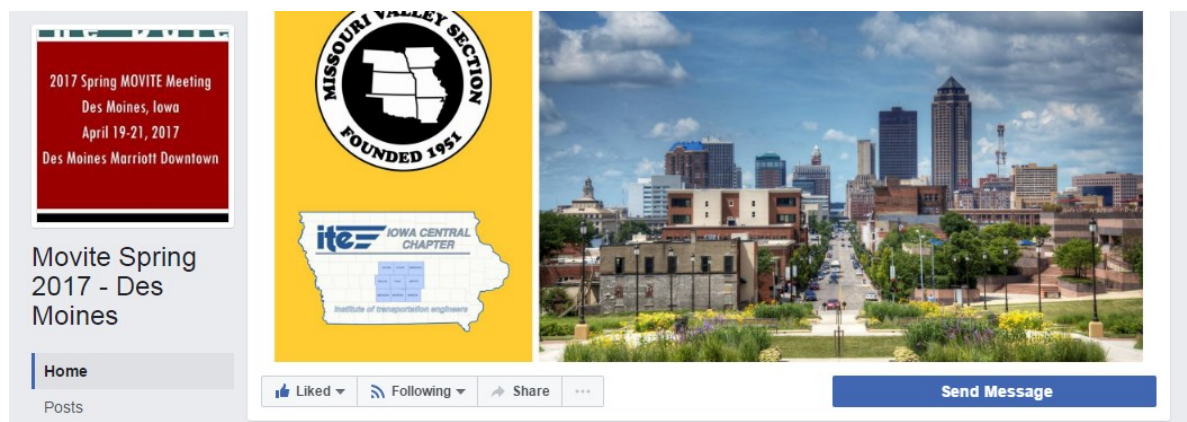 2017 Spring MOVITE Meeting
Des Moines, Iowa
April 19-21, 2017
Des Moines Marriott Downtown
Movite Spring
2017 - Des
Moines
Home
Posts
MISSOURI VALLEY SECTION
FOUNDED 1951
ite
IOWA CENTRAL
CHAPTER
Institute of transportation engineers
Liked
Following
Share
Send Message